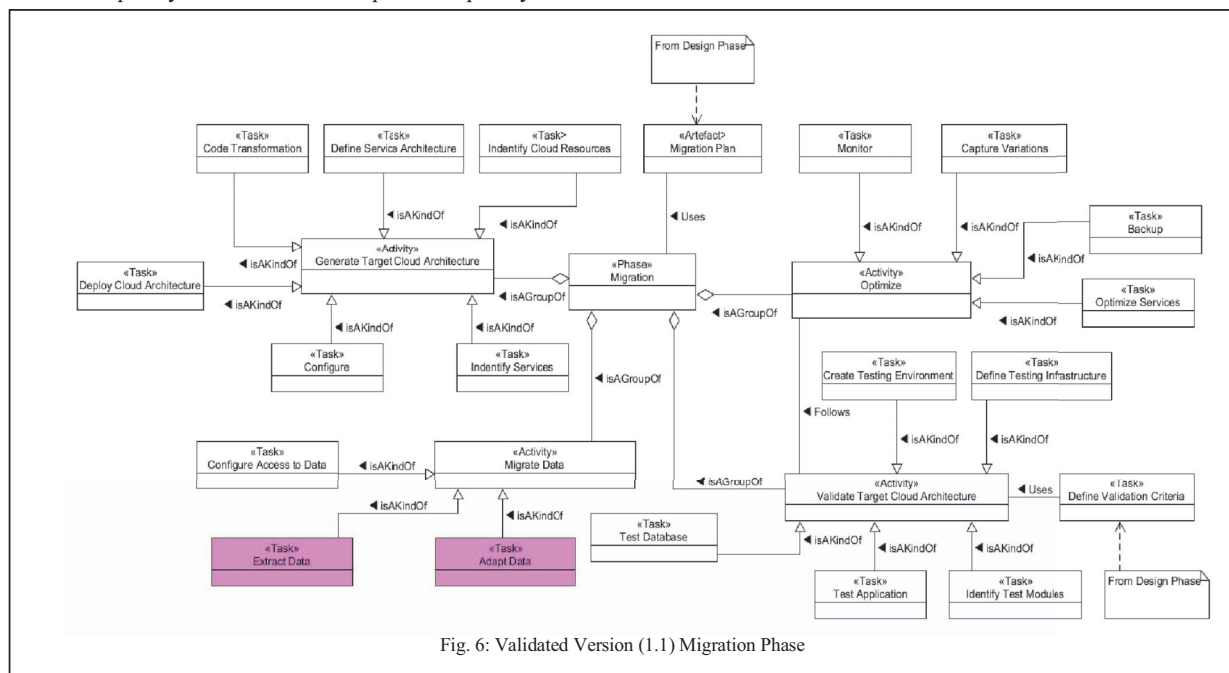 From Design Phase
«Task»
Code Transformation
«Task»
Define Service Architecture
«Task>
Indentify Cloud Resources
«Artefact>
Migration Plan
«Task»
Monitor
«Task»
Capture Variations
◀ isAKindOf
◀ isAKindOf
◀ Uses
◀ isAKindOf
◀ isAKindOf
«Task»
Backup
◀ isAKindOf
«Activity»
Generate Target Cloud Architecture
◀ isAKindOf
«Phase»
Migration
«Activity»
Optimize
◀ isAKindOf
«Task»
Deploy Cloud Architecture
◀ isAKindOf
◀ isAGroupOf
◀ isAGroupOf
«Task»
Optimize Services
◀ isAKindOf
◀ isAKindOf
◀ isAKindOf
«Task»
Configure
«Task»
Indentify Services
◀ isAGroupOf
«Task»
Create Testing Environment
«Task»
Define Testing Infrastructure
◀ Follows
◀ isAKindOf
◀ isAKindOf
«Task»
Configure Access to Data
◀ isAKindOf
«Activity»
Migrate Data
◀ isAGroupOf
«Activity»
Validate Target Cloud Architecture
◀ Uses
«Task»
Define Validation Criteria
◀ isAKindOf
◀ isAKindOf
«Task»
Test Database
◀ isAKindOf
◀ isAKindOf
◀ isAKindOf
«Task»
Extract Data
«Task»
Adapt Data
«Task»
Test Application
«Task»
Identify Test Modules
From Design Phase
Fig. 6: Validated Version (1.1) Migration Phase